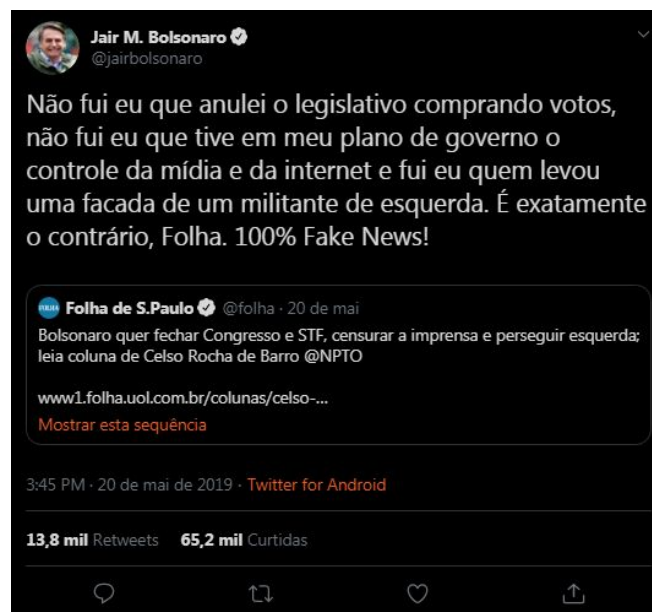 Jair M. Bolsonaro
@jairbolsonaro
Não fui eu que anulei o legislativo comprando votos,
não fui eu que tive em meu plano de governo o
controle da mídia e da internet e fui eu quem levou
uma facada de um militante de esquerda. É exatamente
o contrário, Folha. 100% Fake News!
FOLHA Folha de S.Paulo @folha · 20 de mai
Bolsonaro quer fechar Congresso e STF, censurar a imprensa e perseguir esquerda;
leia coluna de Celso Rocha de Barro @NPTO
www1.folha.uol.com.br/colunas/celso-...
Mostrar esta sequência
3:45 PM · 20 de mai de 2019 · Twitter for Android
13,8 mil Retweets 65,2 mil Curtidas